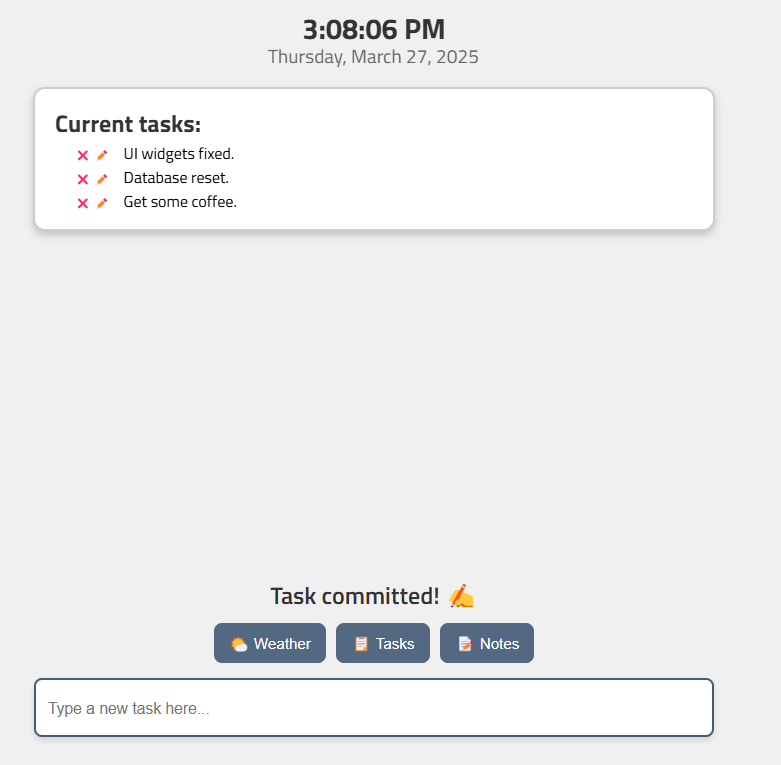 3:08:06 PM
Thursday, March 27, 2025
Current tasks:
UI widgets fixed.
Database reset.
Get some coffee.
Task committed! ✍️
Weather
Tasks
Notes
Type a new task here...